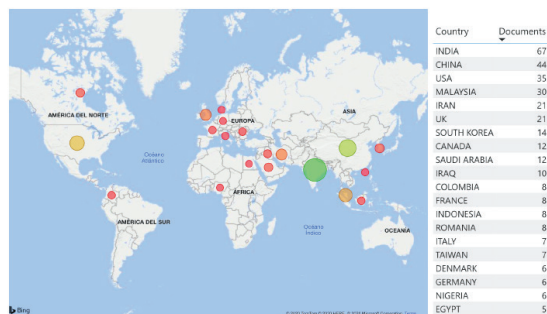 AMÉRICA DEL NORTE
EUROPA
ASIA
Océano
Atlántico
ÁFRICA
AMÉRICA DEL SUR
Océano
Índico
OCEANIA
Bing
Country Documents
INDIA 67
CHINA 44
USA 35
MALAYSIA 30
IRAN 21
UK 21
SOUTH KOREA 14
CANADA 12
SAUDI ARABIA 12
IRAQ 10
COLOMBIA 8
FRANCE 8
INDONESIA 8
ROMANIA 8
ITALY 7
TAIWAN 7
DENMARK 6
GERMANY 6
NIGERIA 6
EGYPT 5